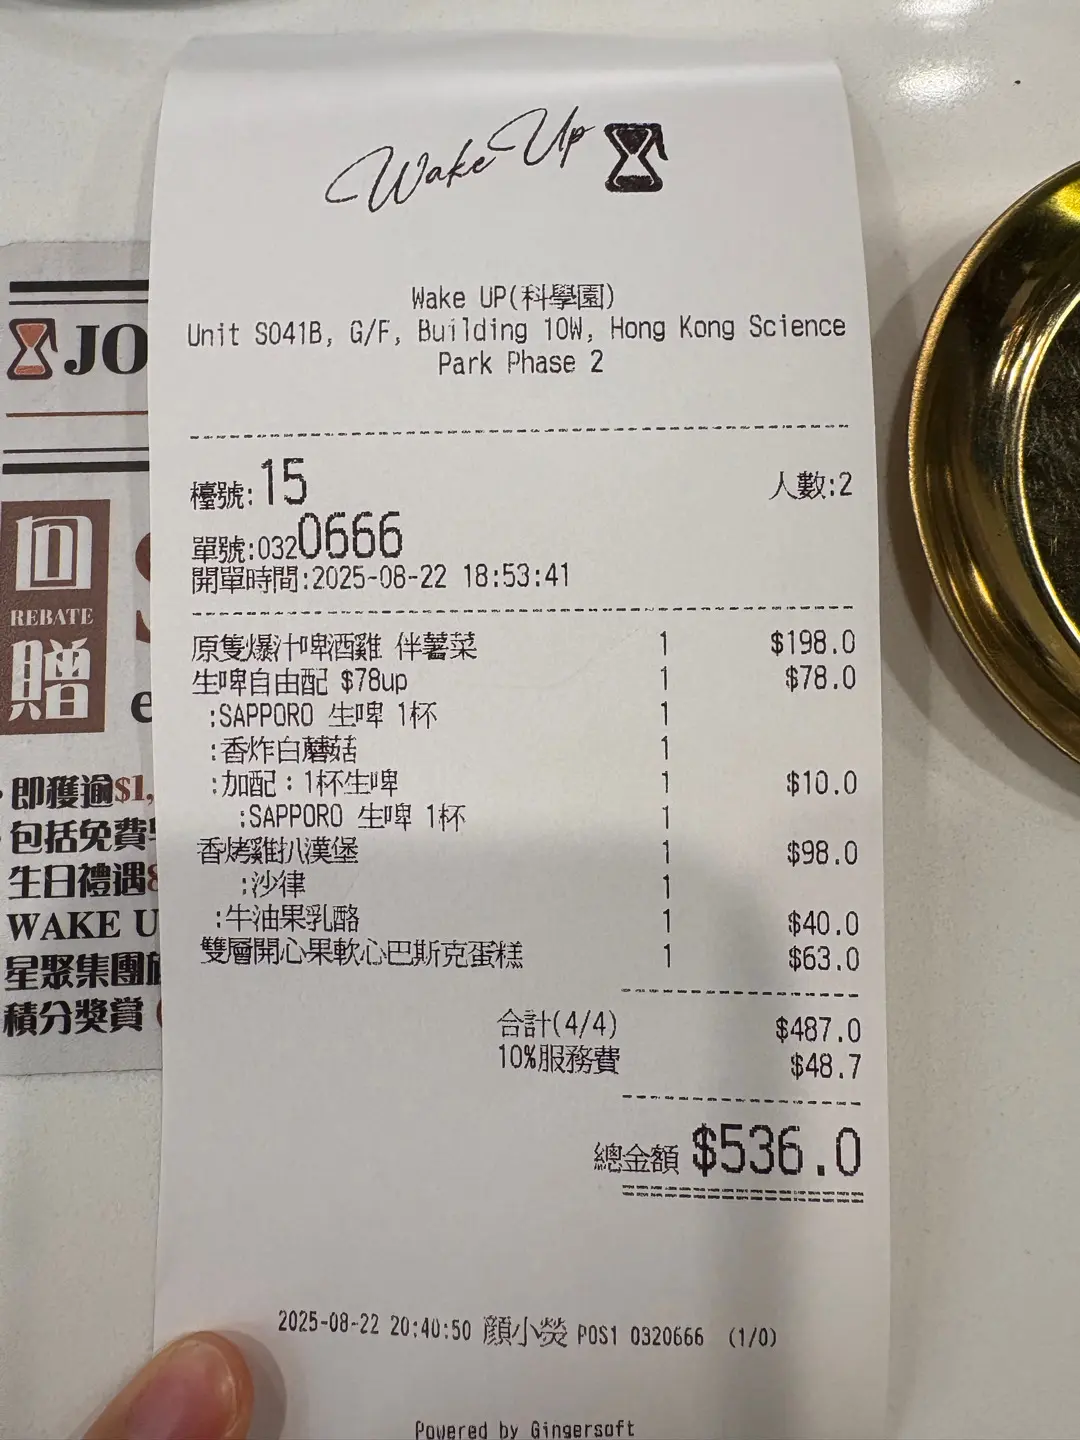 Wake Up
Wake UP(科學園)
Unit S041B, G/F, Building 10W, Hong Kong Science
Park Phase 2
檯號:15 人數:2
單號:0320666
開單時間:2025-08-22 18:53:41
原隻爆汁啤酒雞 伴薯菜 1 $198.0
生啤自由配 $78up 1 $78.0
:SAPPORO 生啤 1杯 1
:香炸白蘑菇 1
:加配：1杯生啤 1 $10.0
:SAPPORO 生啤 1杯 1
香烤雞扒漢堡 1 $98.0
:沙律 1
:牛油果乳酪 1 $40.0
雙層開心果軟心巴斯克蛋糕 1 $63.0
合計(4/4) $487.0
10%服務費 $48.7
總金額 $536.0
2025-08-22 20:40:50 顏小熒 POS1 0320666 (1/0)
Powered by Gingersoft
JO
回
REBATE
贈
e
即獲逾$1,
包括免費
生日禮遇8
WAKE U
星聚集團
積分獎賞 (